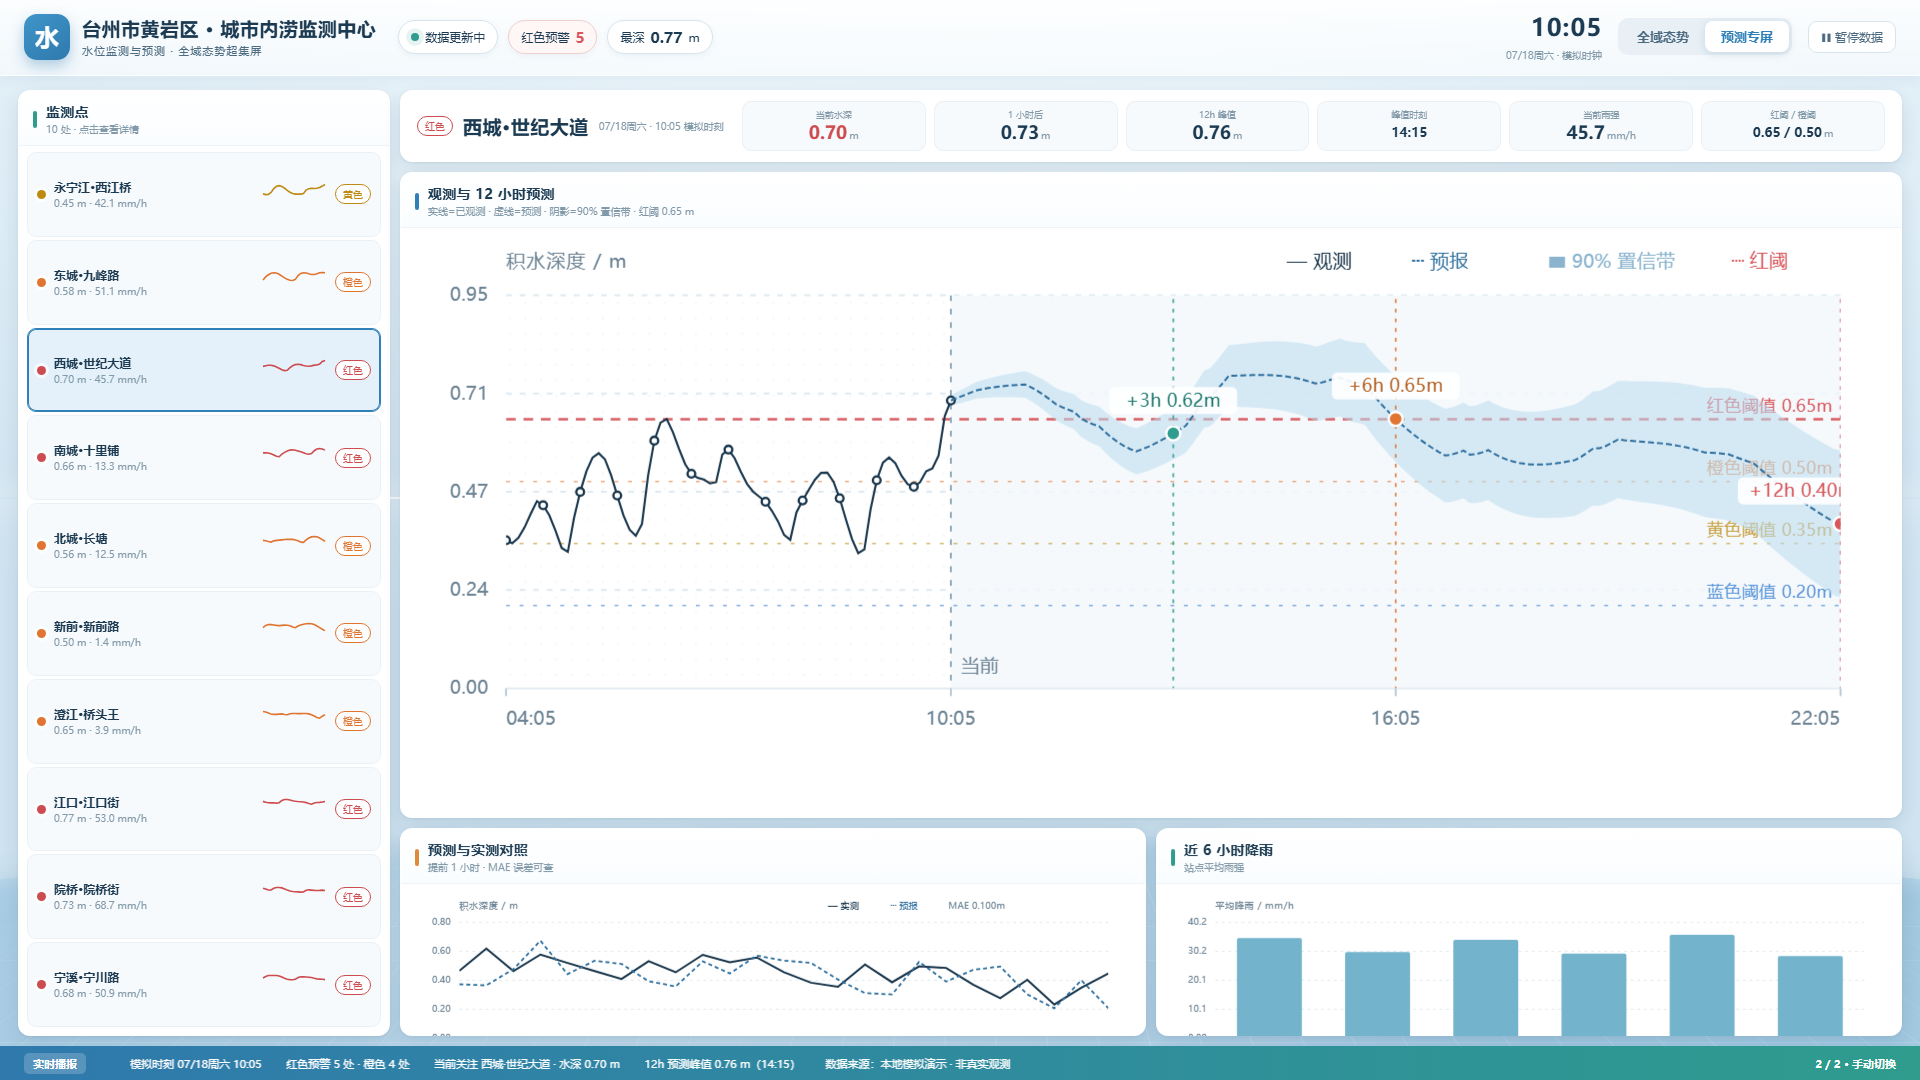 水
台州市黄岩区·城市内涝监测中心
水位监测与预测 · 全域态势超集屏
数据更新中
红色预警 5
最深 0.77 m
10:05
07/18周六 · 模拟时钟
全域态势
预测专屏
暂停数据
监测点
10 处 · 点击查看详情
永宁江·西江桥
0.45 m · 42.1 mm/h
黄色
东城·九峰路
0.58 m · 51.1 mm/h
橙色
西城·世纪大道
0.70 m · 45.7 mm/h
红色
南城·十里铺
0.66 m · 13.3 mm/h
红色
北城·长塘
0.56 m · 12.5 mm/h
橙色
新前·新前路
0.50 m · 1.4 mm/h
橙色
澄江·桥头王
0.65 m · 3.9 mm/h
橙色
江口·江口街
0.77 m · 53.0 mm/h
红色
院桥·院桥街
0.73 m · 68.7 mm/h
红色
宁溪·宁川路
0.68 m · 50.9 mm/h
红色
红色
西城·世纪大道
07/18周六 · 10:05 模拟时刻
当前水深
0.70 m
1 小时后
0.73 m
12h 峰值
0.76 m
峰值时刻
14:15
当前雨强
45.7 mm/h
红阈 / 橙阈
0.65 / 0.50 m
观测与 12 小时预测
实线=已观测 · 虚线=预测 · 阴影=90% 置信带 · 红阈 0.65 m
积水深度 / m
观测
预报
90% 置信带
红阈
0.95
0.71
0.47
0.24
0.00
+3h 0.62m
+6h 0.65m
+12h 0.40
红色阈值 0.65m
橙色阈值 0.50m
黄色阈值 0.35m
蓝色阈值 0.20m
当前
04:05
10:05
16:05
22:05
预测与实测对照
提前 1 小时 · MAE 误差可查
积水深度 / m
实测
预报
MAE 0.100m
0.80
0.60
0.40
0.20
近 6 小时降雨
站点平均雨强
平均降雨 / mm/h
40.2
30.2
20.1
10.1
实时播报
模拟时刻 07/18周六 10:05
红色预警 5 处 · 橙色 4 处
当前关注 西城·世纪大道 · 水深 0.70 m
12h 预测峰值 0.76 m（14:15）
数据来源：本地模拟演示 · 非真实观测
2 / 2 · 手动切换